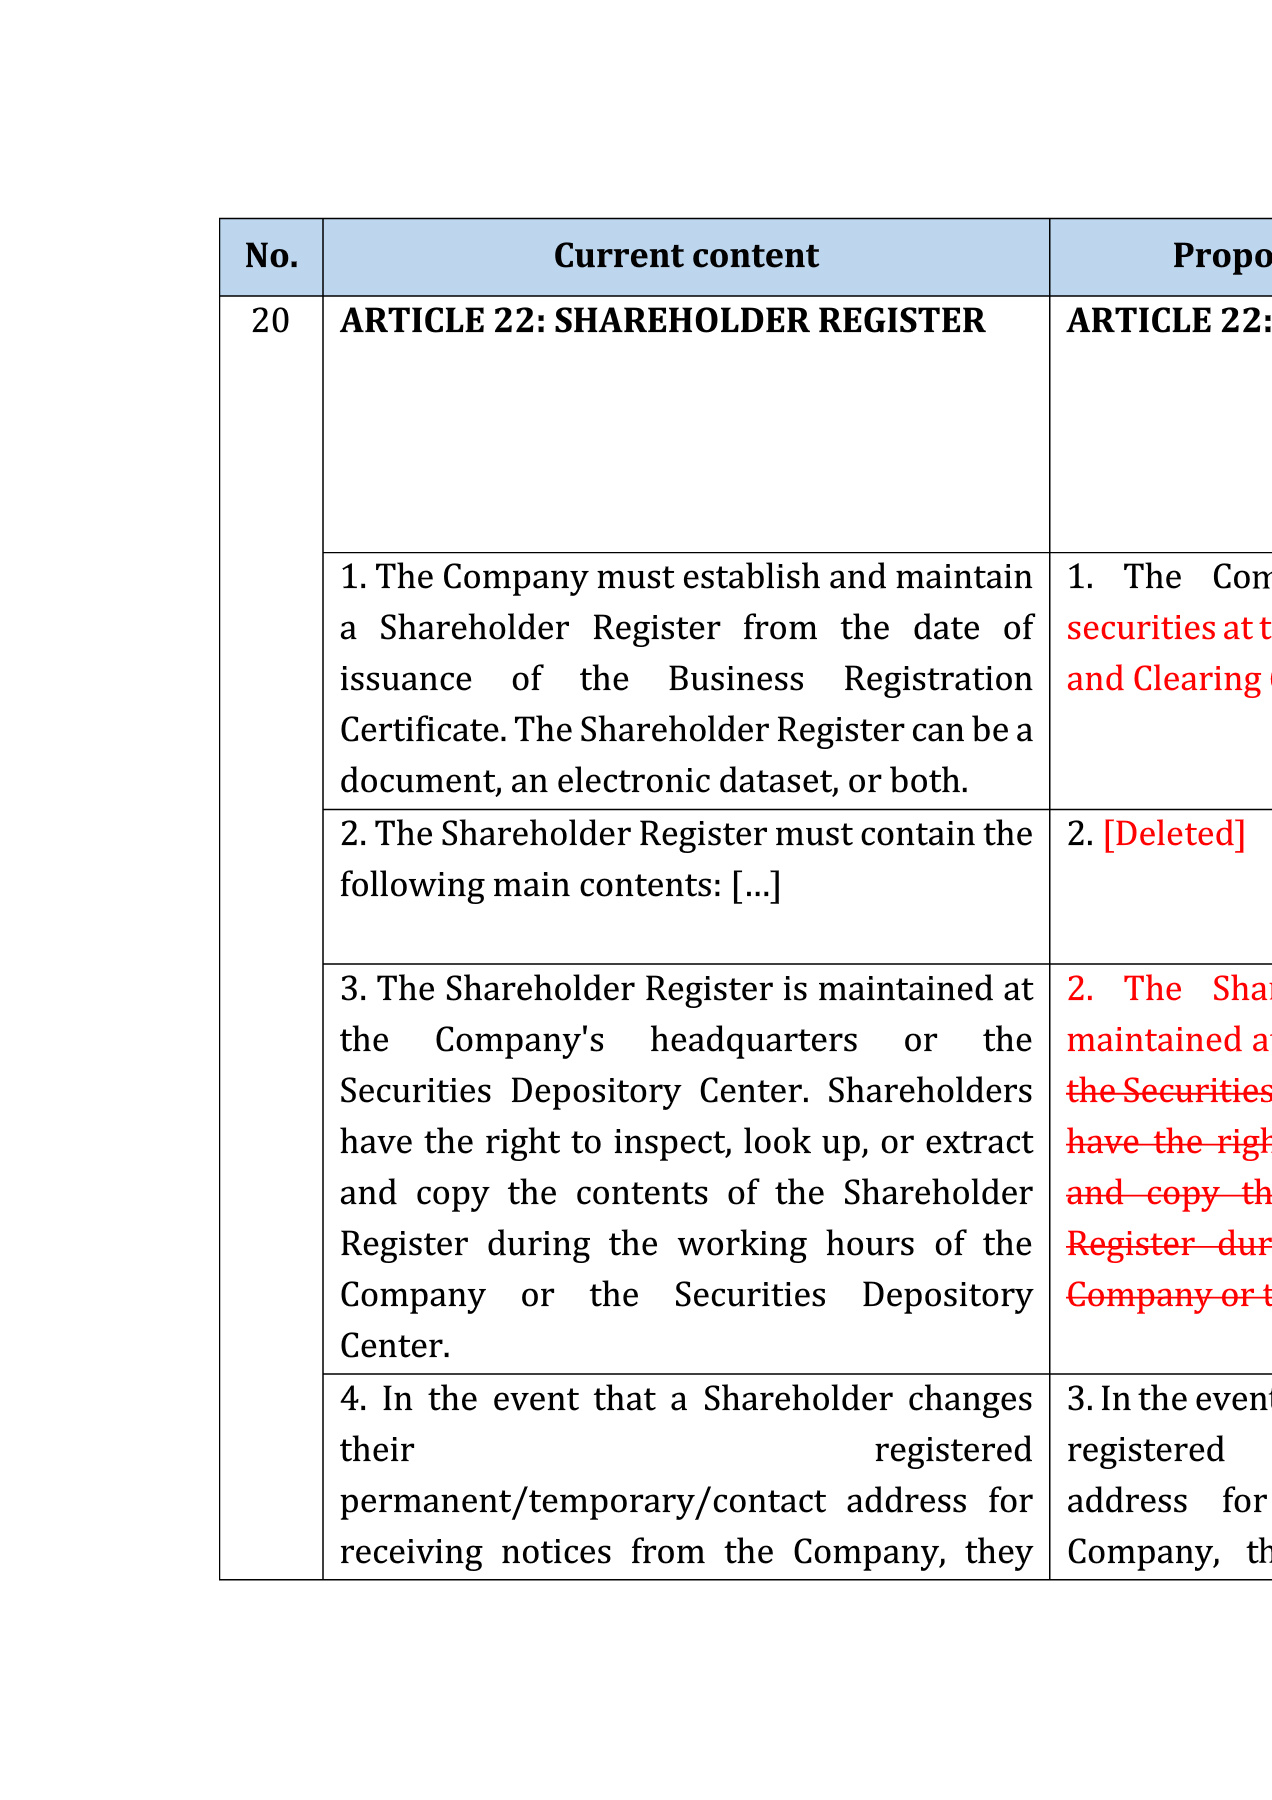 No.
Current content
20
ARTICLE 22: SHAREHOLDER REGISTER
ARTICLE 22:
1. The Company must establish and maintain
a Shareholder Register from the date of
issuance of the Business Registration
Certificate. The Shareholder Register can be a
document, an electronic dataset, or both.
1. The
securities at
and Clearing
2. The Shareholder Register must contain the
following main contents: [...]
2. [Deleted]
3. The Shareholder Register is maintained at
the Company's headquarters or the
Securities Depository Center. Shareholders
have the right to inspect, look up, or extract
and copy the contents of the Shareholder
Register during the working hours of the
Company or the Securities Depository
Center.
2. The
maintained
the Securities
have the
and copy
Register
Company or
4. In the event that a Shareholder changes
their registered
permanent/temporary/contact address for
receiving notices from the Company, they
3. In the event
registered
address for
Company,